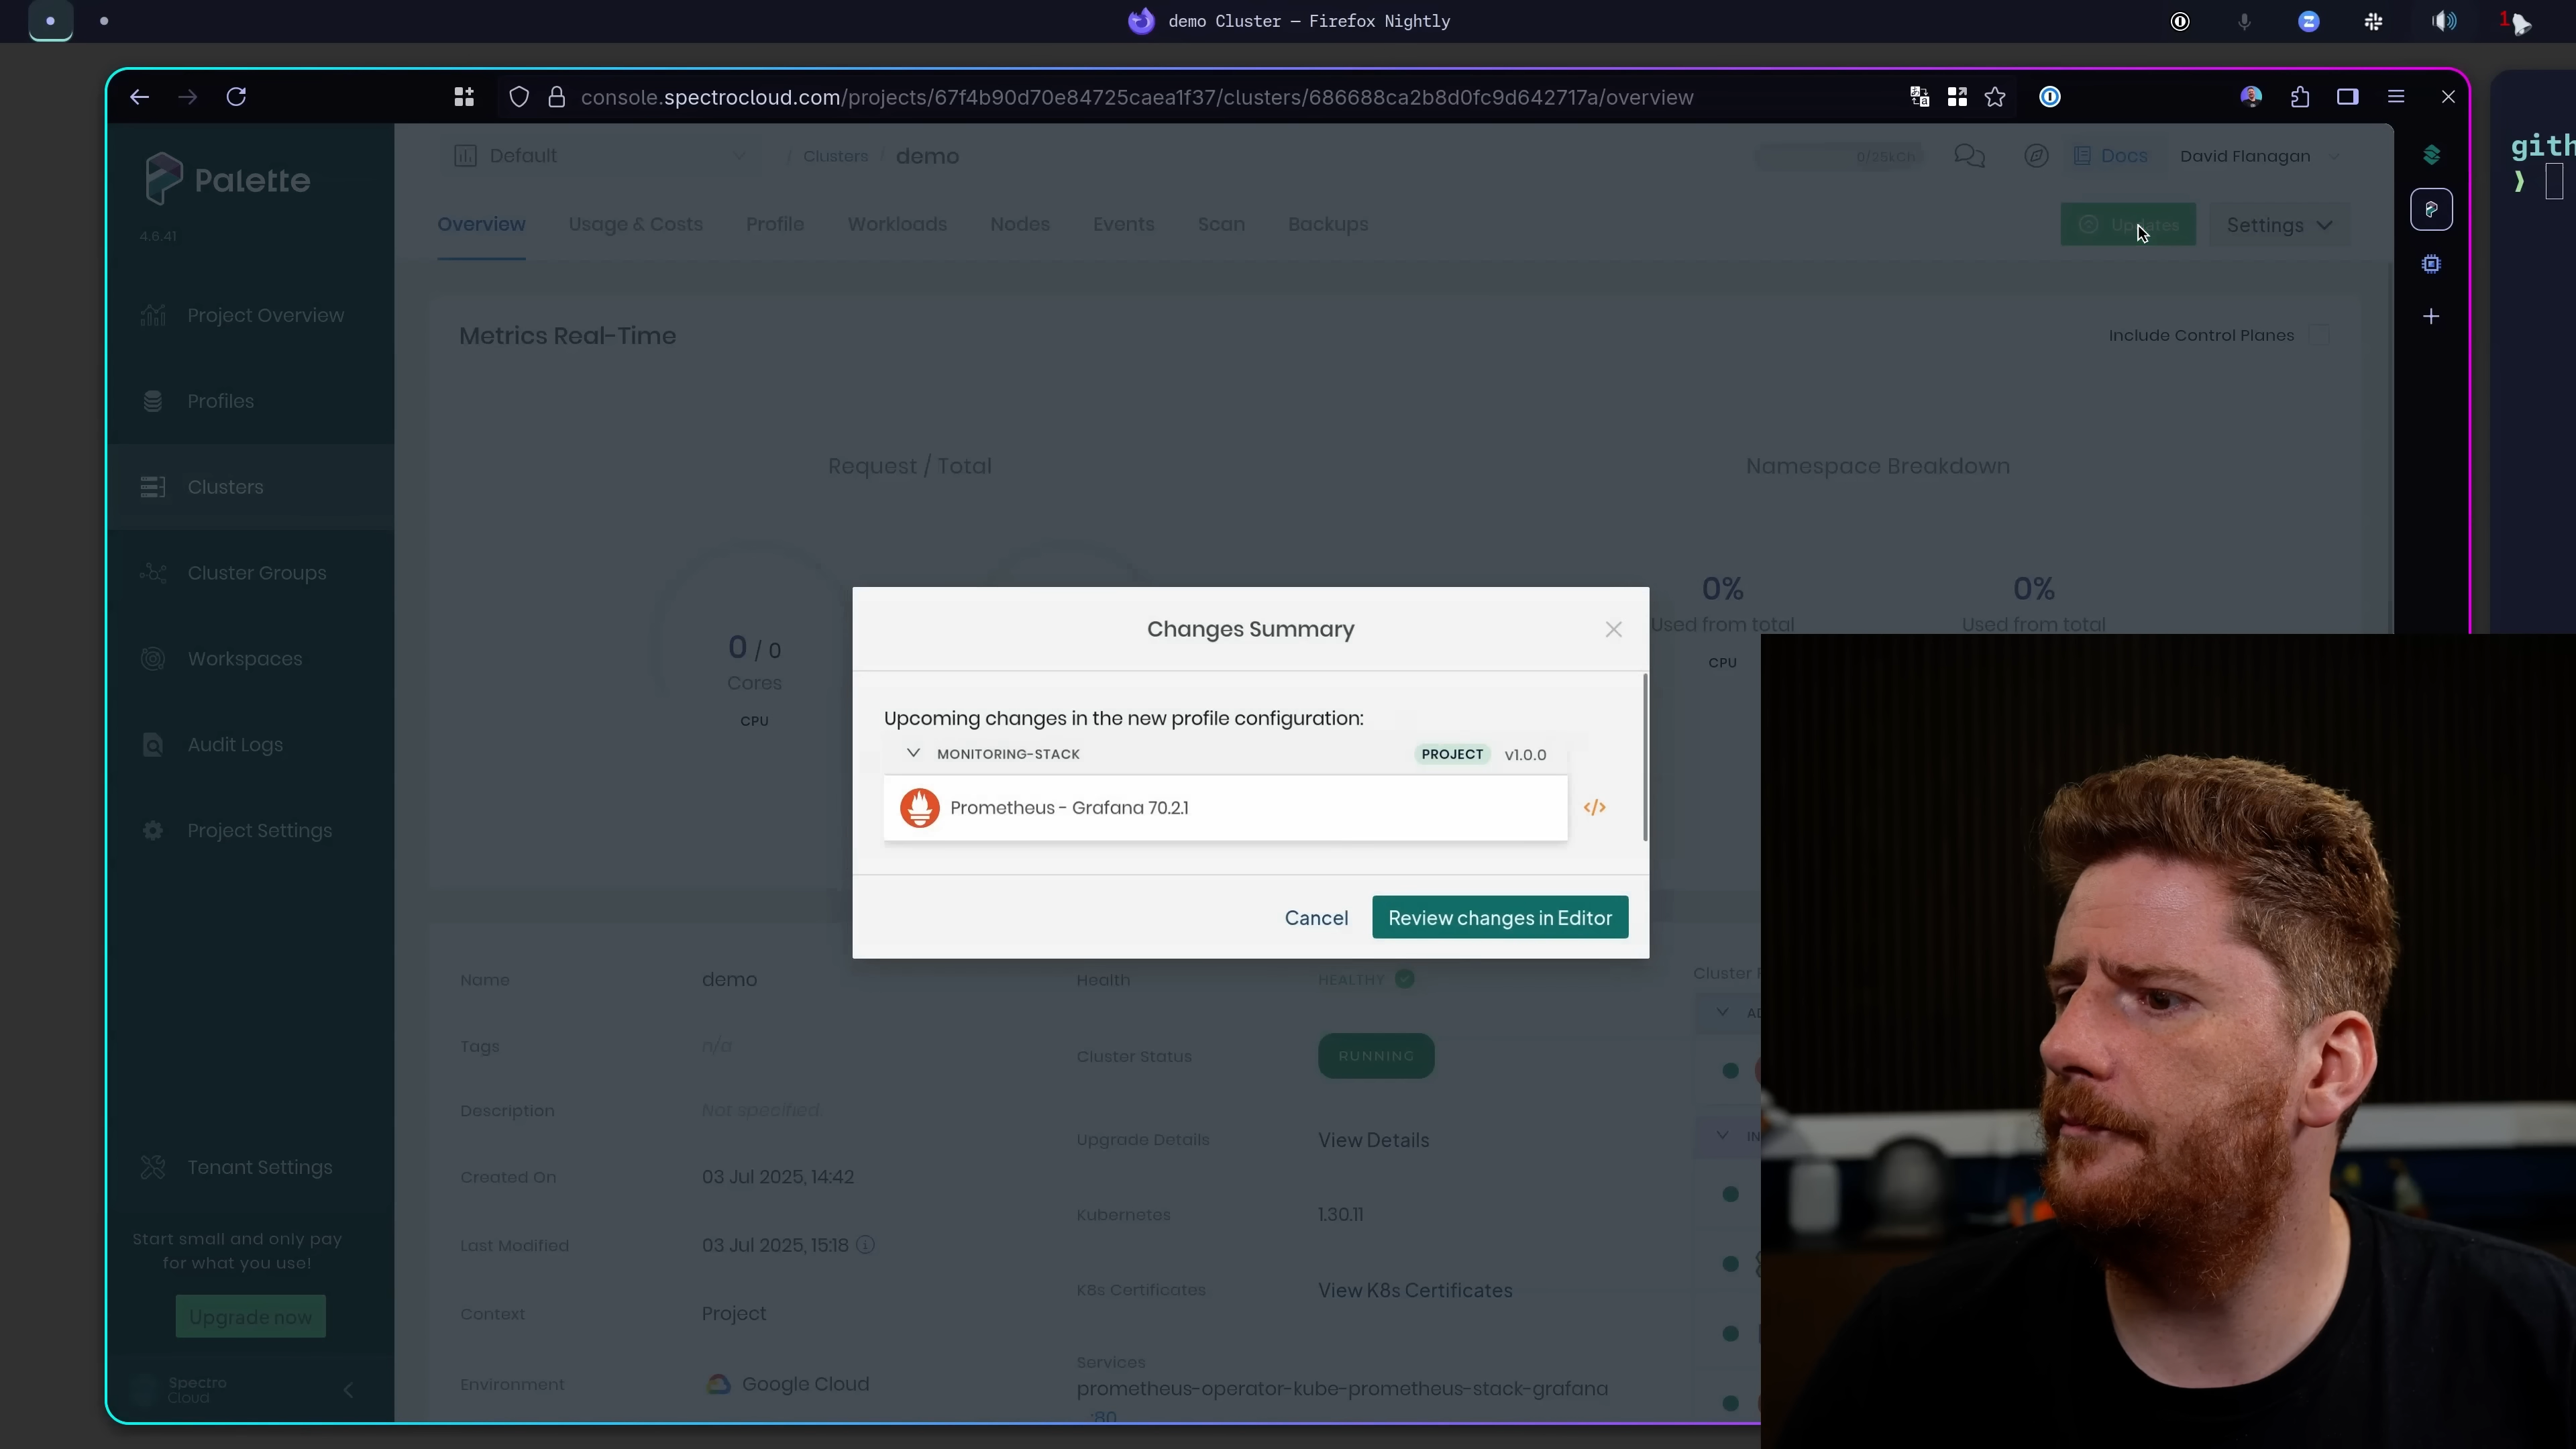 demo Cluster — Firefox Nightly
1
console.spectrocloud.com/projects/67f4b90d70e84725caea1f37/clusters/686688ca2b8d0fc9d642717a/overview
Palette
4.6.41
Default
/ Clusters / demo
0/25kCh
Docs
David Flanagan
Overview
Usage & Costs
Profile
Workloads
Nodes
Events
Scan
Backups
Updates
Settings
gith
❯
Project Overview
Profiles
Clusters
Cluster Groups
Workspaces
Audit Logs
Project Settings
Tenant Settings
Start small and only pay
for what you use!
Upgrade now
Spectro
Cloud
Metrics Real-Time
Include Control Planes
Request / Total
Namespace Breakdown
0 / 0
Cores
CPU
0%
Used from total
CPU
0%
Used from total
Changes Summary
Upcoming changes in the new profile configuration:
MONITORING-STACK
PROJECT
v1.0.0
Prometheus - Grafana 70.2.1
</>
Cancel
Review changes in Editor
Name
demo
Tags
n/a
Description
Not specified
Created On
03 Jul 2025, 14:42
Last Modified
03 Jul 2025, 15:18
Context
Project
Environment
Google Cloud
Health
HEALTHY
Cluster Status
RUNNING
Upgrade Details
View Details
Kubernetes
1.30.11
K8s Certificates
View K8s Certificates
Services
prometheus-operator-kube-prometheus-stack-grafana
:80
Cluster